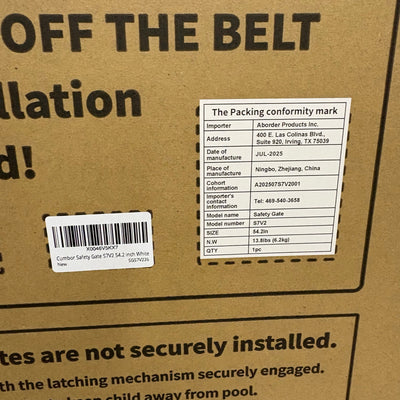 OFF THE BELT
llation
d!
The Packing conformity mark
Importer Aborder Products Inc.
Address 400 E. Las Colinas Blvd., Suite 920, Irving, TX 75039
Date of manufacture JUL-2025
Place of manufacture Ningbo, Zhejiang, China
Cohort information A202507S7V2001
Importer's contact information Tel: 469-540-3658
Model name Safety Gate
Model number S7V2
SIZE 54.2in
N.W 13.8lbs (6.2kg)
QTY 1pc
X0048VSKX7
Cumbor Safety Gate S7V2 54.2 inch White
New
tes are not securely installed.
th the latching mechanism securely engaged.
keep child away from pool.